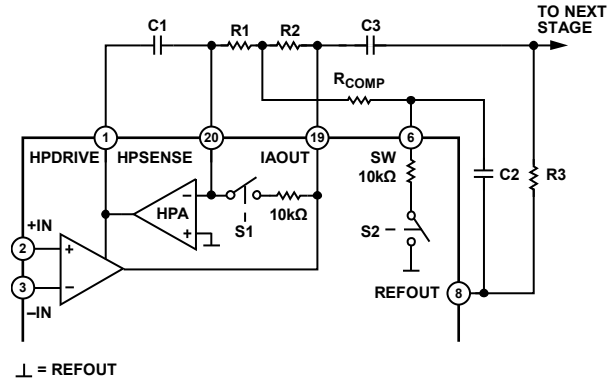 TO NEXT
STAGE
C1
R1
R2
C3
RCOMP
1
20
19
6
HPDRIVE
HPSENSE
IAOUT
SW
10kΩ
C2
R3
HPA
–
+
S1
10kΩ
S2
+IN
2
+
3
–
–IN
REFOUT
8
= REFOUT